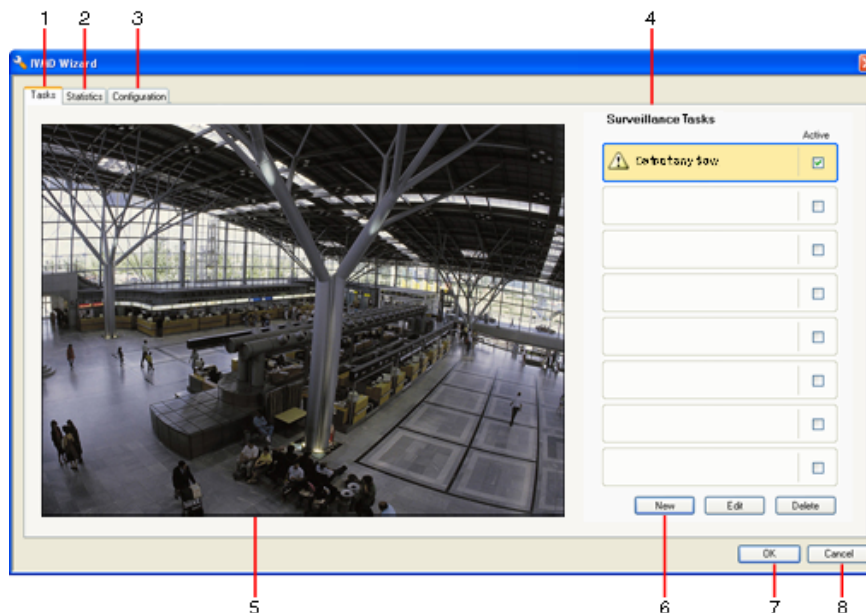 1 2 3 4
IVMD Wizard
Tasks Statistics Configuration
Surveillance Tasks
Active
New Edit Delete
OK Cancel
5 6 7 8